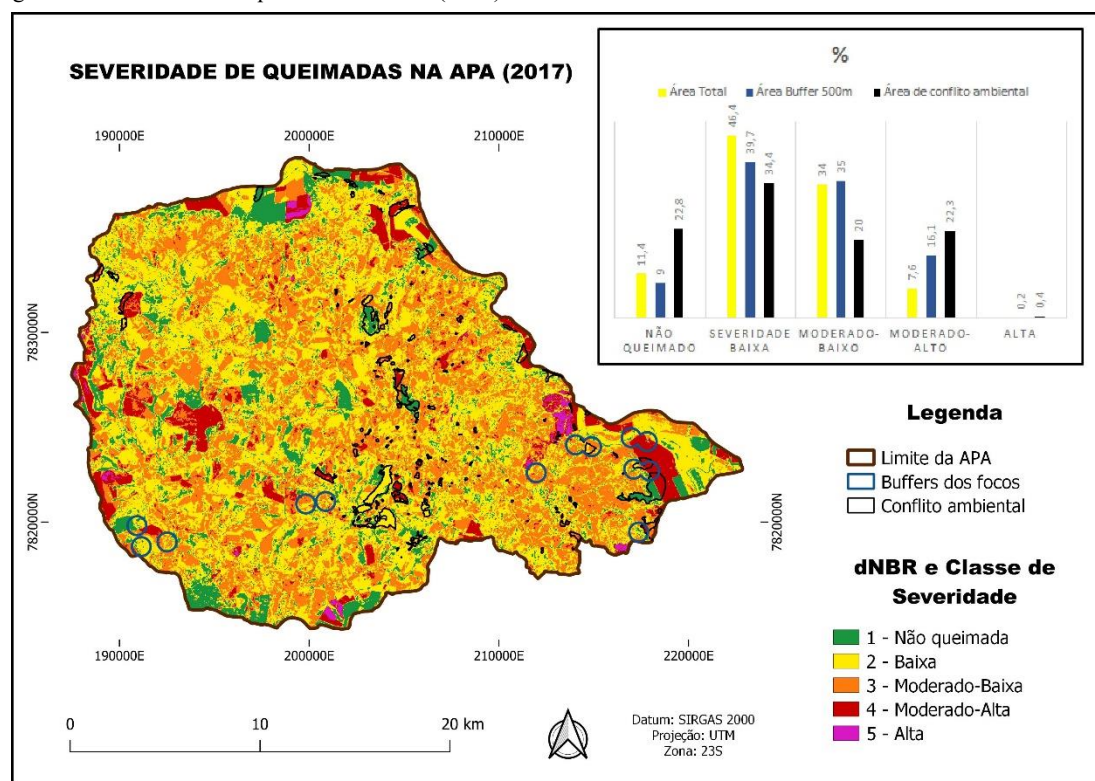 SEVERIDADE DE QUEIMADAS NA APA (2017)
%
Área Total Área Buffer 500m Área de conflito ambiental
11,4
9
22,8
46,4
39,7
34,4
34
35
20
7,6
16,1
22,3
0,2
0,4
NÃO QUEIMADO
SEVERIDADE BAIXA
MODERADO-BAIXO
MODERADO-ALTO
ALTA
190000E 200000E 210000E
7830000N
7820000N
7820000N
190000E 200000E 210000E 220000E
Legenda
Limite da APA
Buffers dos focos
Conflito ambiental
dNBR e Classe de
Severidade
1 - Não queimada
2 - Baixa
3 - Moderado-Baixa
4 - Moderado-Alta
5 - Alta
0 10 20 km
Datum: SIRGAS 2000
Projeção: UTM
Zona: 23S